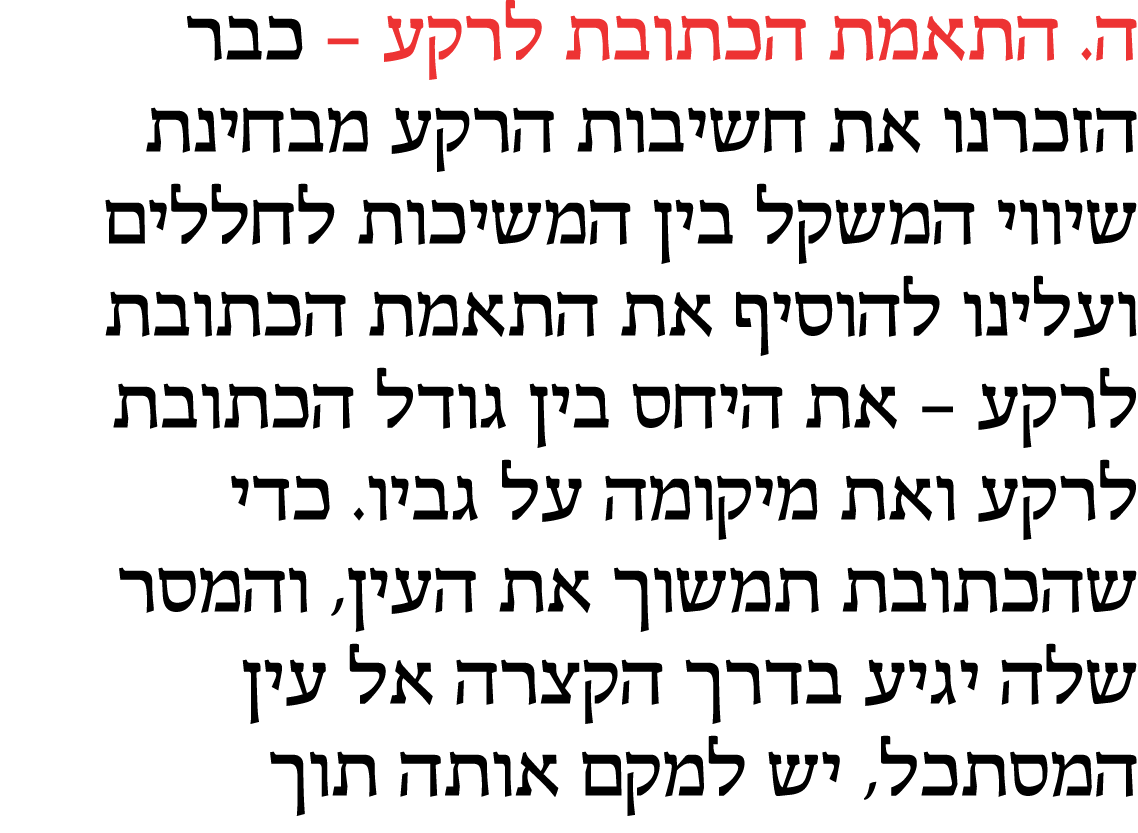 ה. התאמת הכתובת לרקע – כבר
הזכרנו את חשיבות הרקע מבחינת
שיווי המשקל בין המשיכות לחללים
ועלינו להוסיף את התאמת הכתובת
לרקע – את היחס בין גודל הכתובת
לרקע ואת מיקומה על גביו. כדי
שהכתובת תמשוך את העין, והמסר
שלה יגיע בדרך הקצרה אל עין
המסתכל, יש למקם אותה תוך